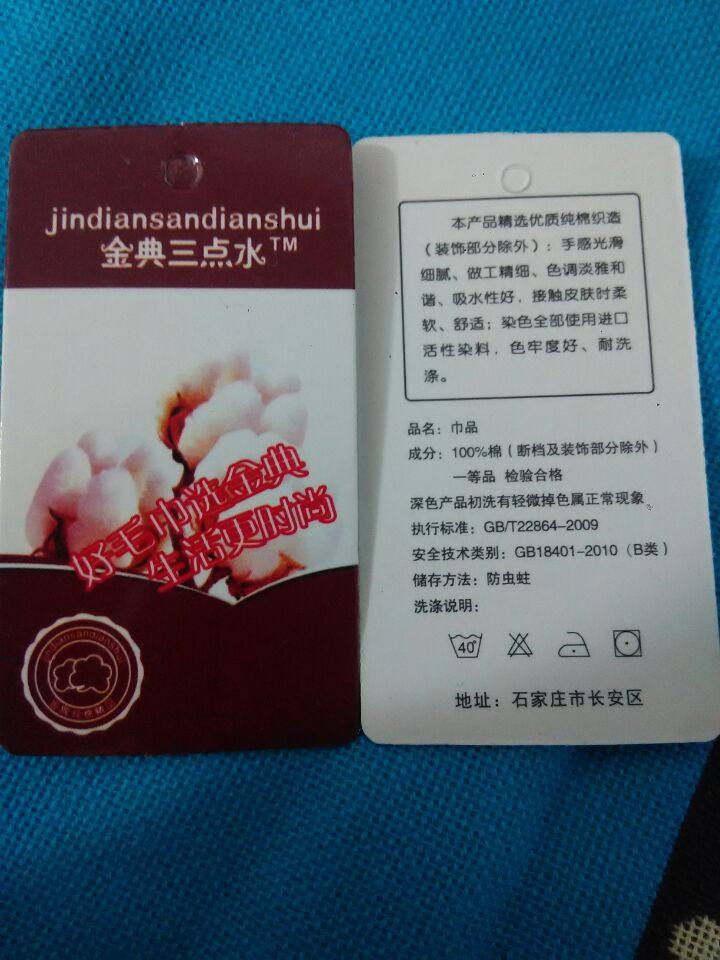 jindiansandianshui
金典三点水™
好毛巾洗金典
生活更时尚
jindiansandianshui
本产品精选优质纯棉织造
（装饰部分除外）；手感光滑
细腻、做工精细、色调淡雅和
谐、吸水性好，接触皮肤时柔
软、舒适；染色全部使用进口
活性染料，色牢度好、耐洗
涤。
品名：巾品
成分：100%棉（断档及装饰部分除外）
一等品 检验合格
深色产品初洗有轻微掉色属正常现象。
执行标准：GB/T22864-2009
安全技术类别：GB18401-2010（B类）
储存方法：防虫蛀
洗涤说明：
40°
地址：石家庄市长安区